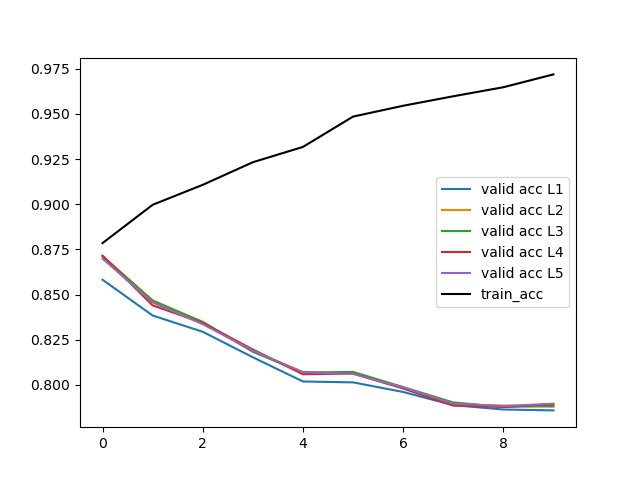 0.975
0.950
0.925
0.900
0.875
0.850
0.825
0.800
valid acc L1
valid acc L2
valid acc L3
valid acc L4
valid acc L5
train_acc
0 2 4 6 8